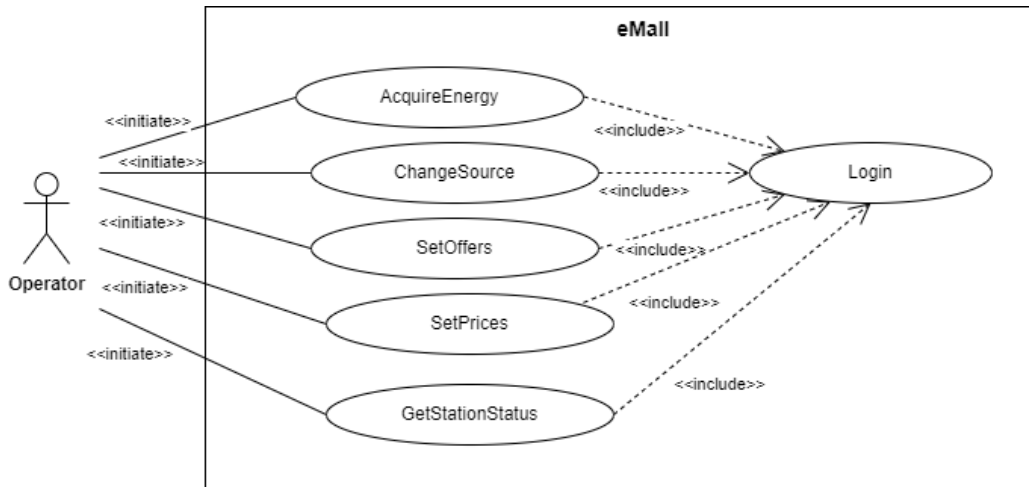 eMall
AcquireEnergy
<<initiate>>
<<include>>
<<initiate>>
ChangeSource
Login
<<include>>
<<initiate>>
SetOffers
<<include>>
Operator
<<initiate>>
SetPrices
<<include>>
<<initiate>>
<<include>>
GetStationStatus